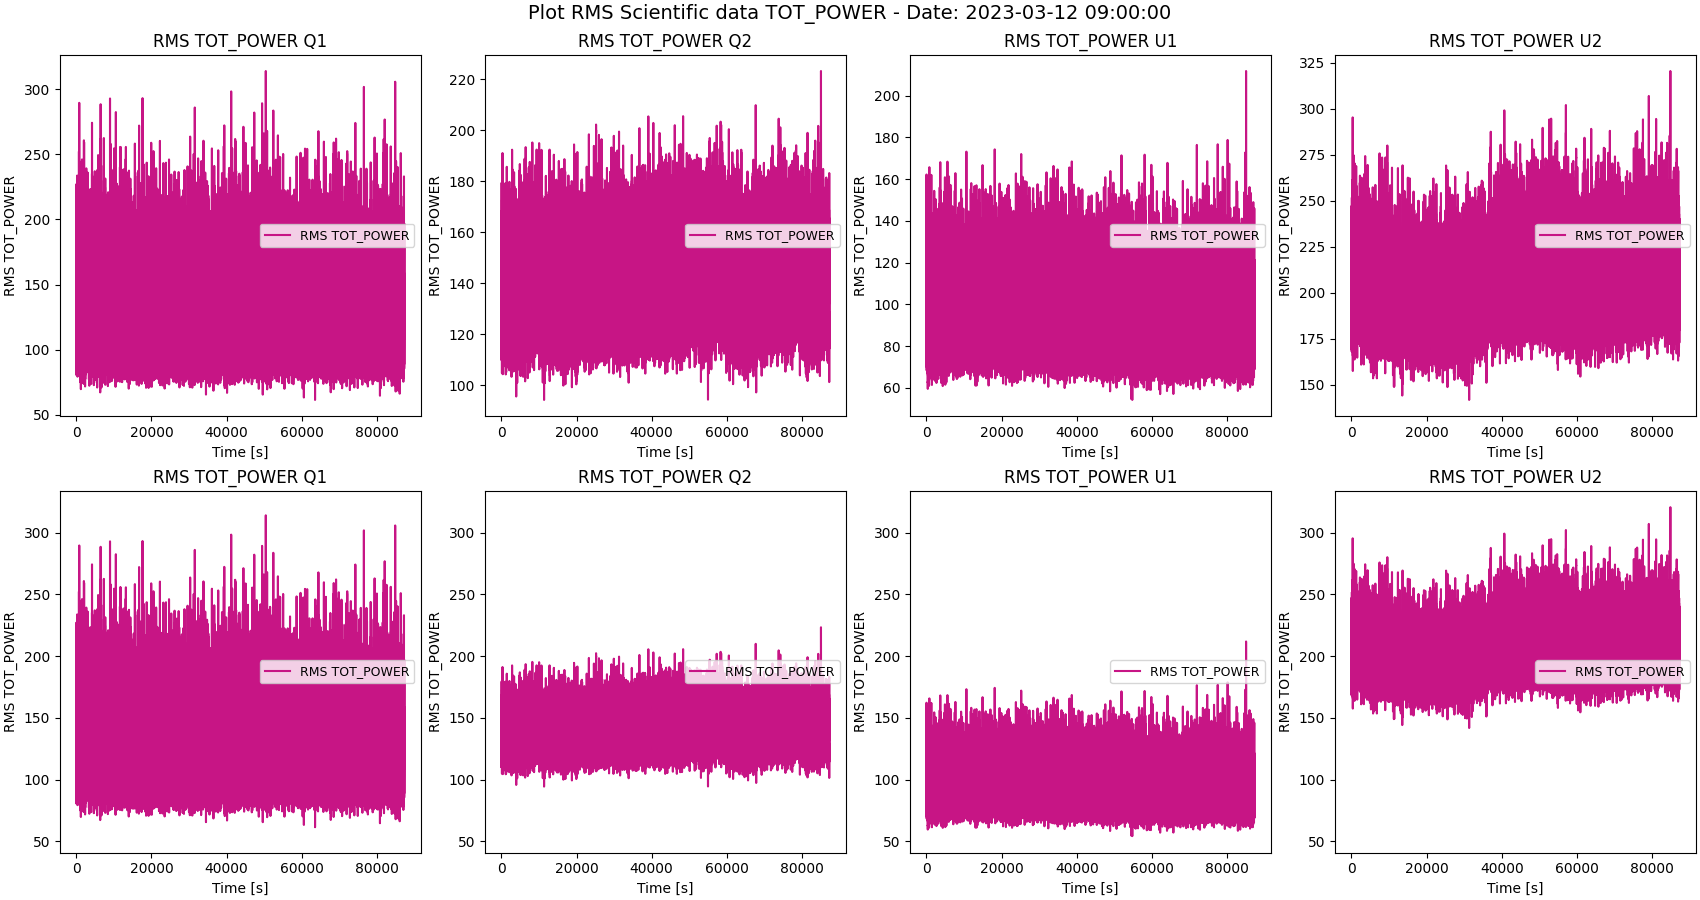 Plot RMS Scientific data TOT_POWER - Date: 2023-03-12 09:00:00
RMS TOT_POWER Q1
RMS TOT_POWER
300
250
200
150
100
50
0 20000 40000 60000 80000
Time [s]
RMS TOT_POWER
RMS TOT_POWER Q2
RMS TOT_POWER
220
200
180
160
140
120
100
0 20000 40000 60000 80000
Time [s]
RMS TOT_POWER
RMS TOT_POWER U1
RMS TOT_POWER
200
180
160
140
120
100
80
60
0 20000 40000 60000 80000
Time [s]
RMS TOT_POWER
RMS TOT_POWER U2
RMS TOT_POWER
325
300
275
250
225
200
175
150
0 20000 40000 60000 80000
Time [s]
RMS TOT_POWER
RMS TOT_POWER Q1
RMS TOT_POWER
300
250
200
150
100
50
0 20000 40000 60000 80000
Time [s]
RMS TOT_POWER
RMS TOT_POWER Q2
RMS TOT_POWER
300
250
200
150
100
50
0 20000 40000 60000 80000
Time [s]
RMS TOT_POWER
RMS TOT_POWER U1
RMS TOT_POWER
300
250
200
150
100
50
0 20000 40000 60000 80000
Time [s]
RMS TOT_POWER
RMS TOT_POWER U2
RMS TOT_POWER
300
250
200
150
100
50
0 20000 40000 60000 80000
Time [s]
RMS TOT_POWER